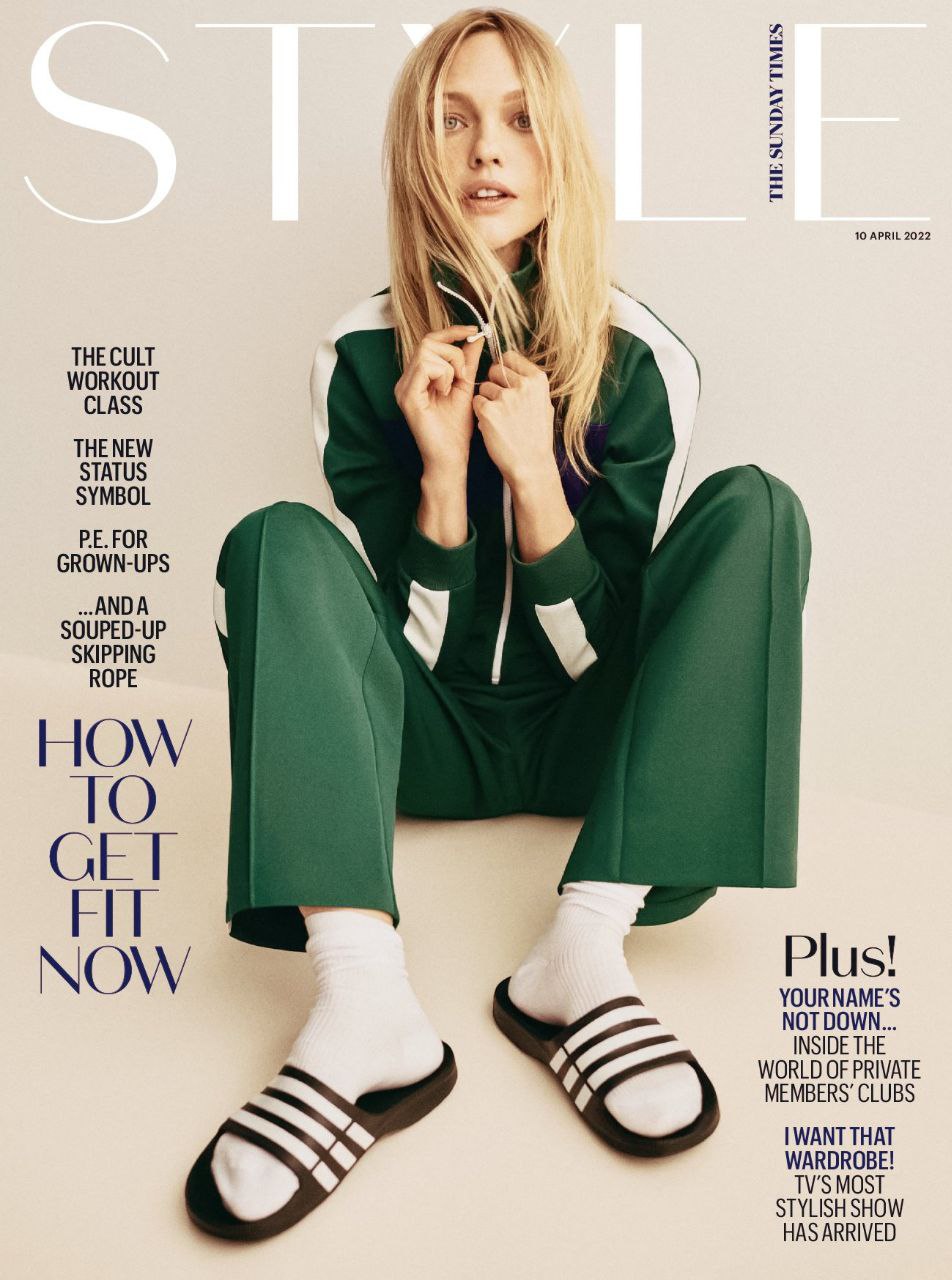 STYLE
THE SUNDAY TIMES
10 APRIL 2022
THE CULT
WORKOUT
CLASS
THE NEW
STATUS
SYMBOL
P.E. FOR
GROWN-UPS
...AND A
SOUPED-UP
SKIPPING
ROPE
HOW
TO
GET
FIT
NOW
Plus!
YOUR NAME'S
NOT DOWN...
INSIDE THE
WORLD OF PRIVATE
MEMBERS' CLUBS
I WANT THAT
WARDROBE!
TV'S MOST
STYLISH SHOW
HAS ARRIVED